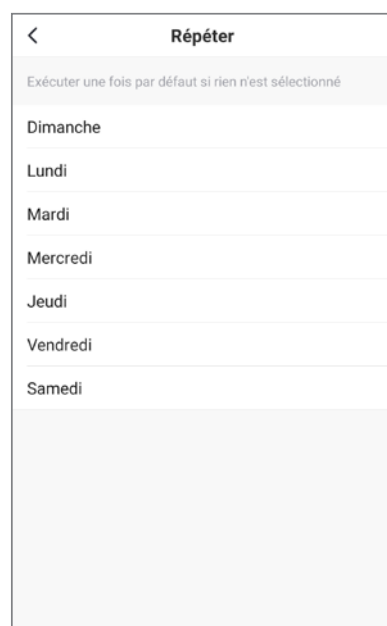 Répéter
Exécuter une fois par défaut si rien n'est sélectionné
Dimanche
Lundi
Mardi
Mercredi
Jeudi
Vendredi
Samedi